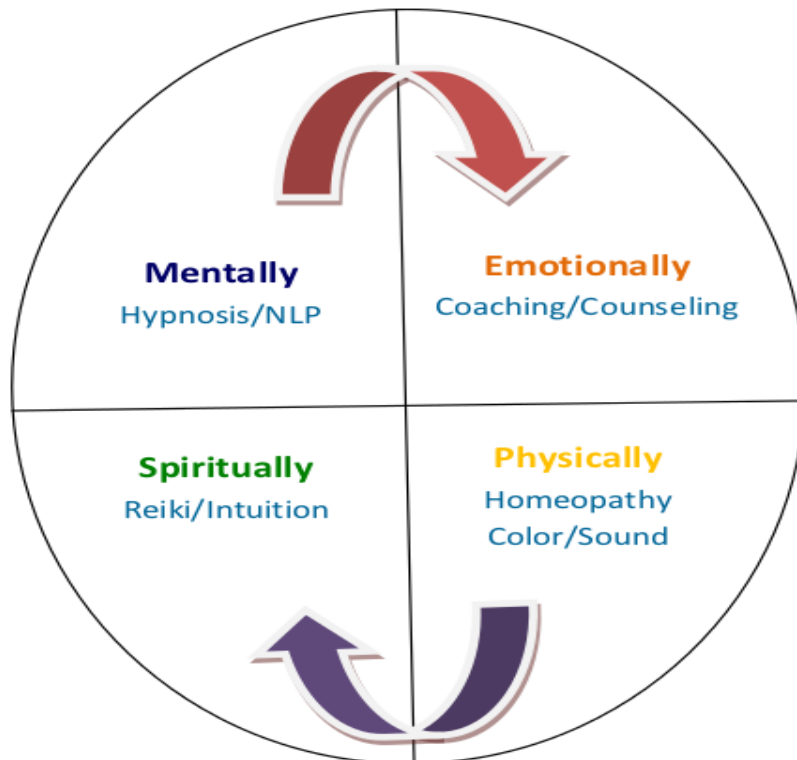 Mentally
Hypnosis/NLP
Emotionally
Coaching/Counseling
Spiritually
Reiki/Intuition
Physically
Homeopathy
Color/Sound